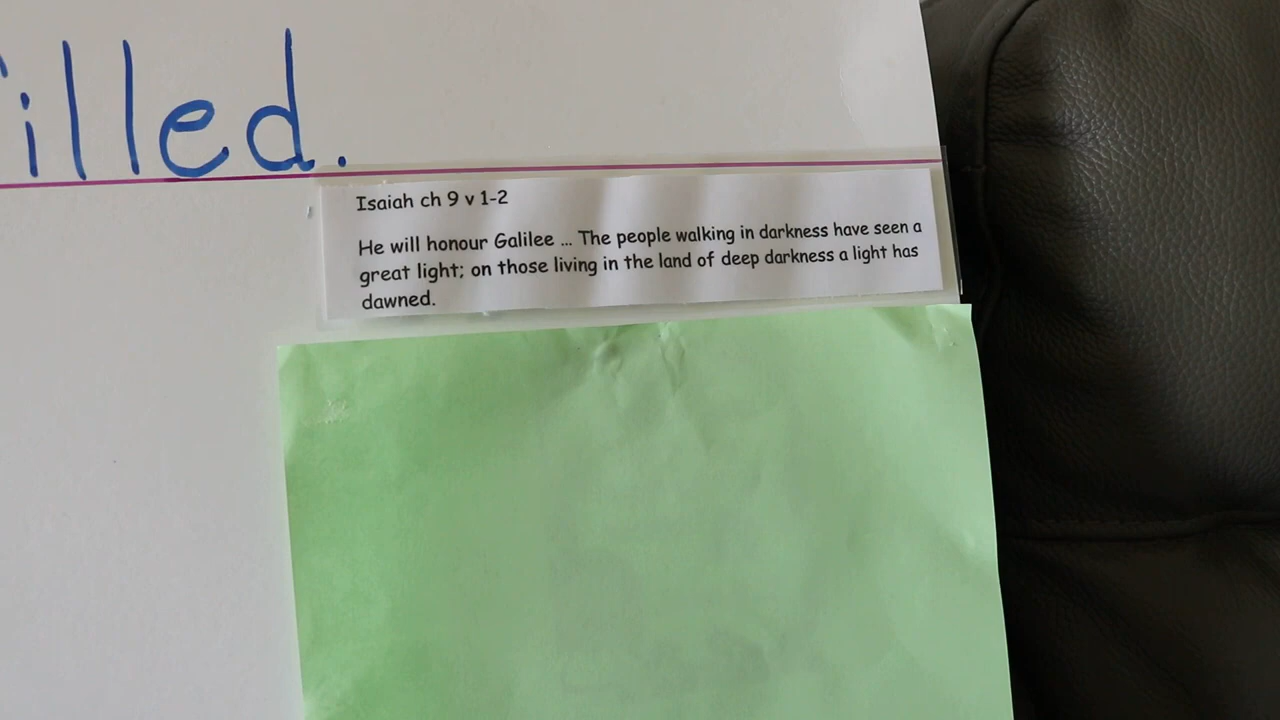 illed.
Isaiah ch 9 v 1-2
He will honour Galilee ... The people walking in darkness have seen a
great light; on those living in the land of deep darkness a light has
dawned.